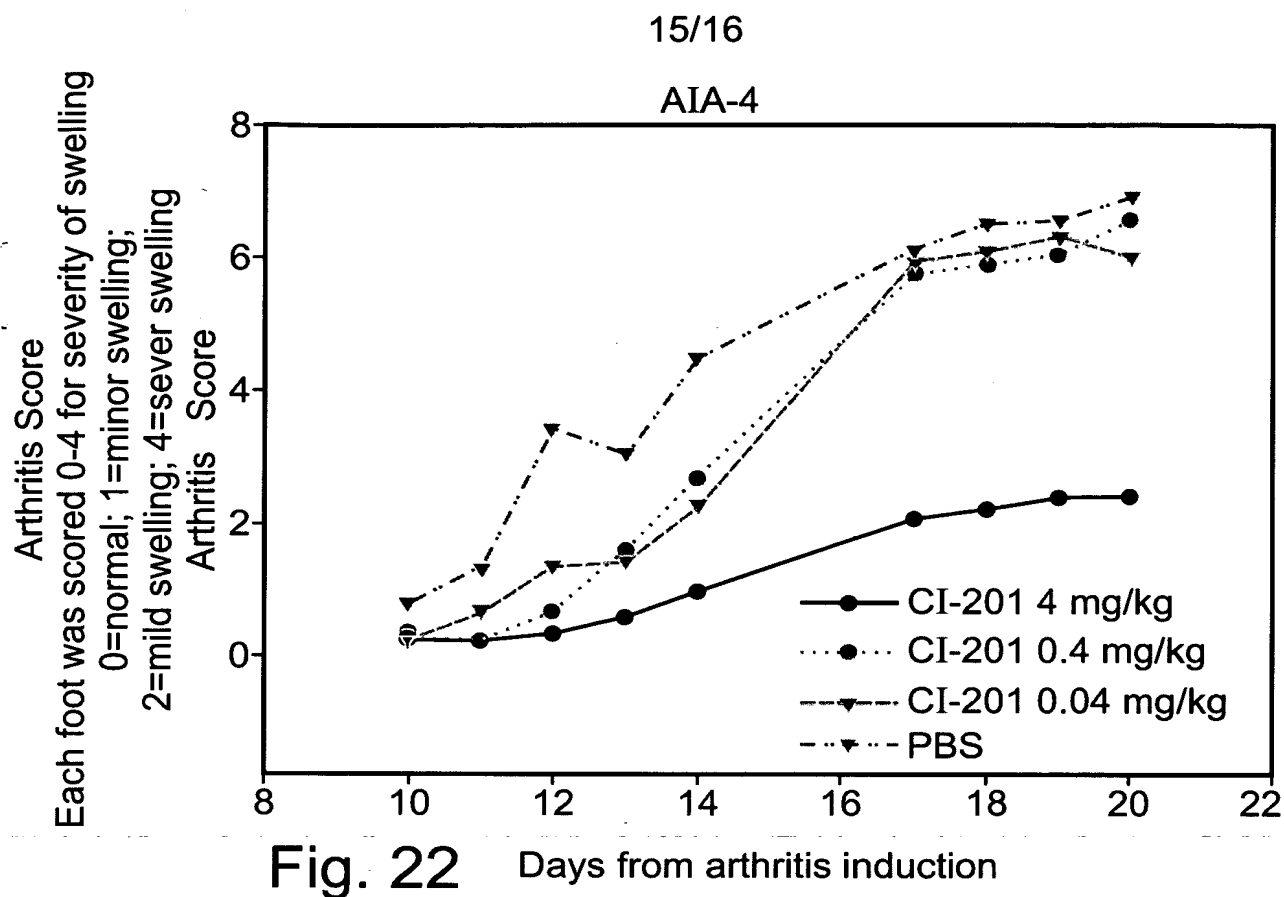 15/16
AIA-4
Arthritis Score
Each foot was scored 0-4 for severity of swelling
0=normal; 1=minor swelling;
2=mild swelling; 4=sever swelling
Arthritis Score
8
6
4
2
0
CI-201 4 mg/kg
CI-201 0.4 mg/kg
CI-201 0.04 mg/kg
PBS
8 10 12 14 16 18 20 22
Fig. 22 Days from arthritis induction